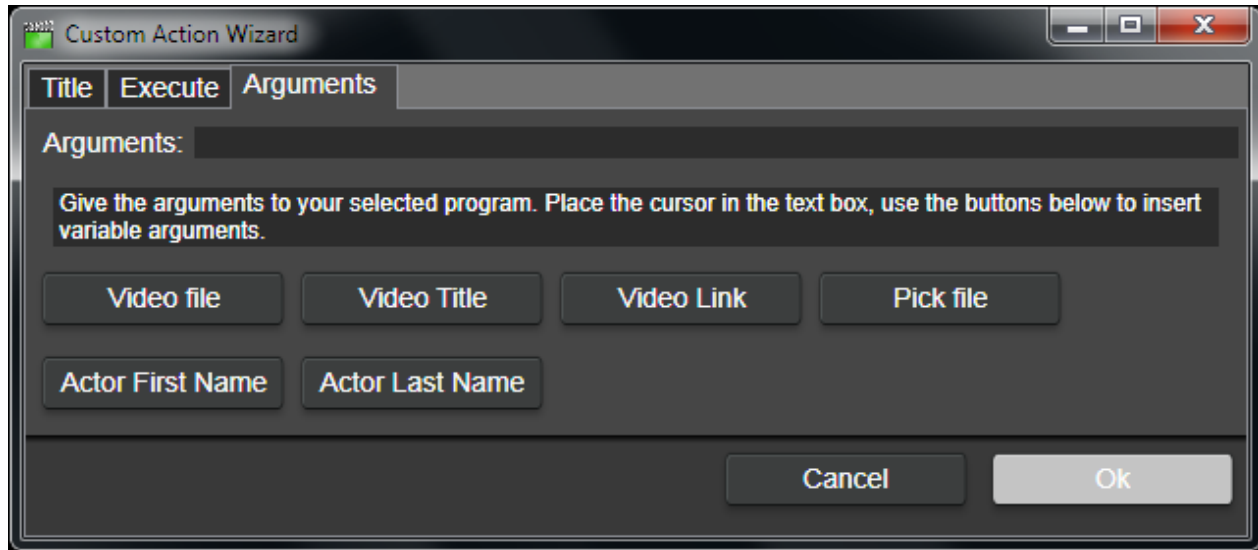 Custom Action Wizard
Title Execute Arguments
Arguments:
Give the arguments to your selected program. Place the cursor in the text box, use the buttons below to insert
variable arguments.
Video file Video Title Video Link Pick file
Actor First Name Actor Last Name
Cancel Ok